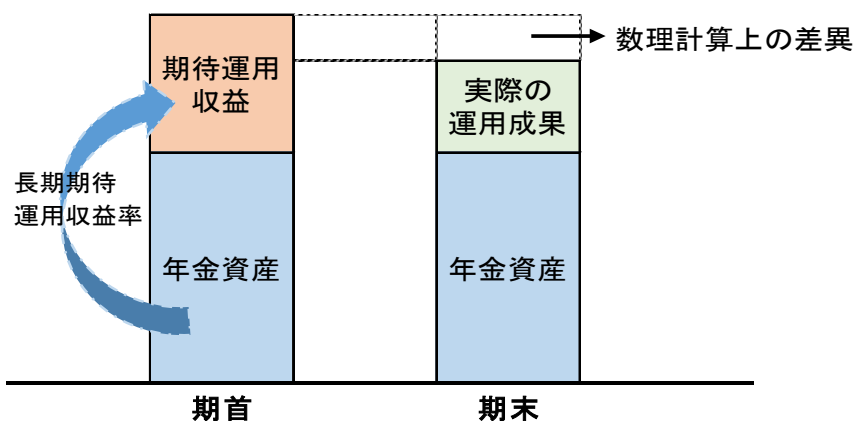 数理計算上の差異
期待運用
収益
実際の
運用成果
長期期待
運用収益率
年金資産
年金資産
期首
期末